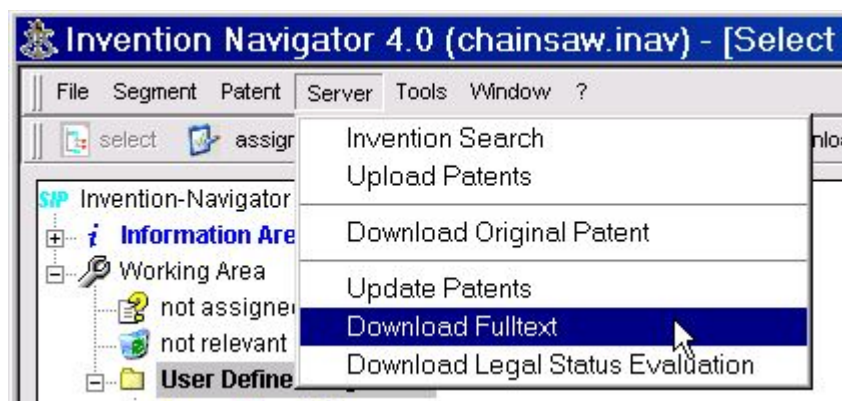 Invention Navigator 4.0 (chainsaw.inav) - [Select
File Segment Patent Server Tools Window ?
select assign
Invention Search
Upload Patents
Download Original Patent
Update Patents
Download Fulltext
Download Legal Status Evaluation
SIP Invention-Navigator
i Information Are
Working Area
not assigned
not relevant
User Define